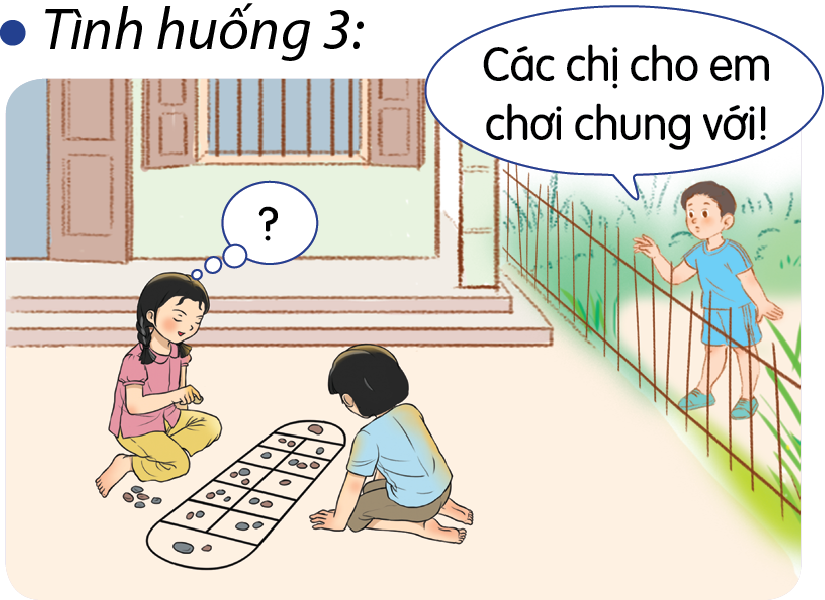 Tình huống 3:
Các chị cho em
chơi chung với!
?